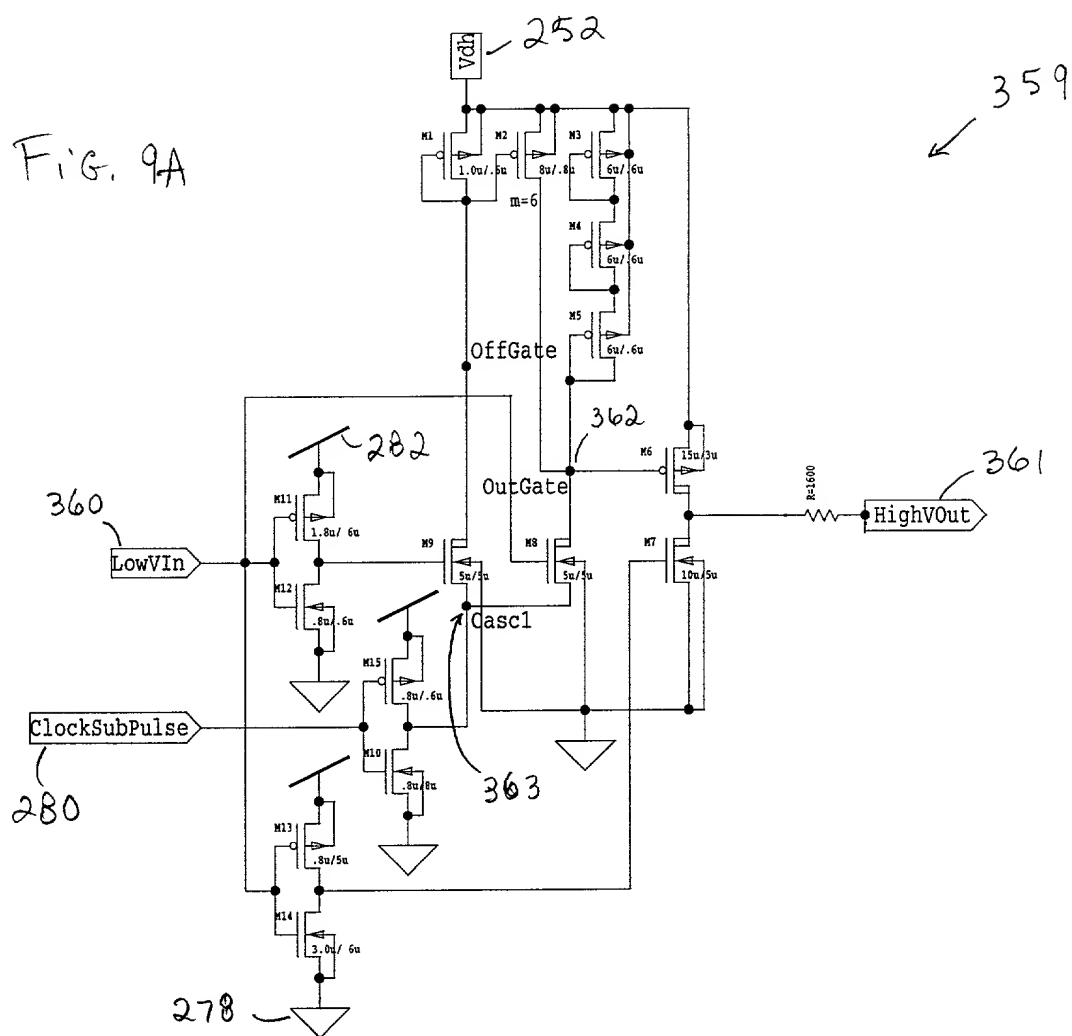 252
Vdh
359
Fig. 9A
M1
1.0u/.6u
M2
8u/.8u
m=6
M3
6u/.6u
M4
6u/.6u
M5
6u/.6u
OffGate
362
282
M6
15u/3u
OutGate
R=1600
361
HighVOut
360
LowVIn
M11
1.8u/ 6u
M12
.8u/.6u
M9
5u/5u
M8
5u/5u
M7
10u/5u
Casc1
M15
.8u/.6u
ClockSubPulse
280
M10
.8u/8u
363
M13
.8u/5u
M14
3.0u/ 6u
278